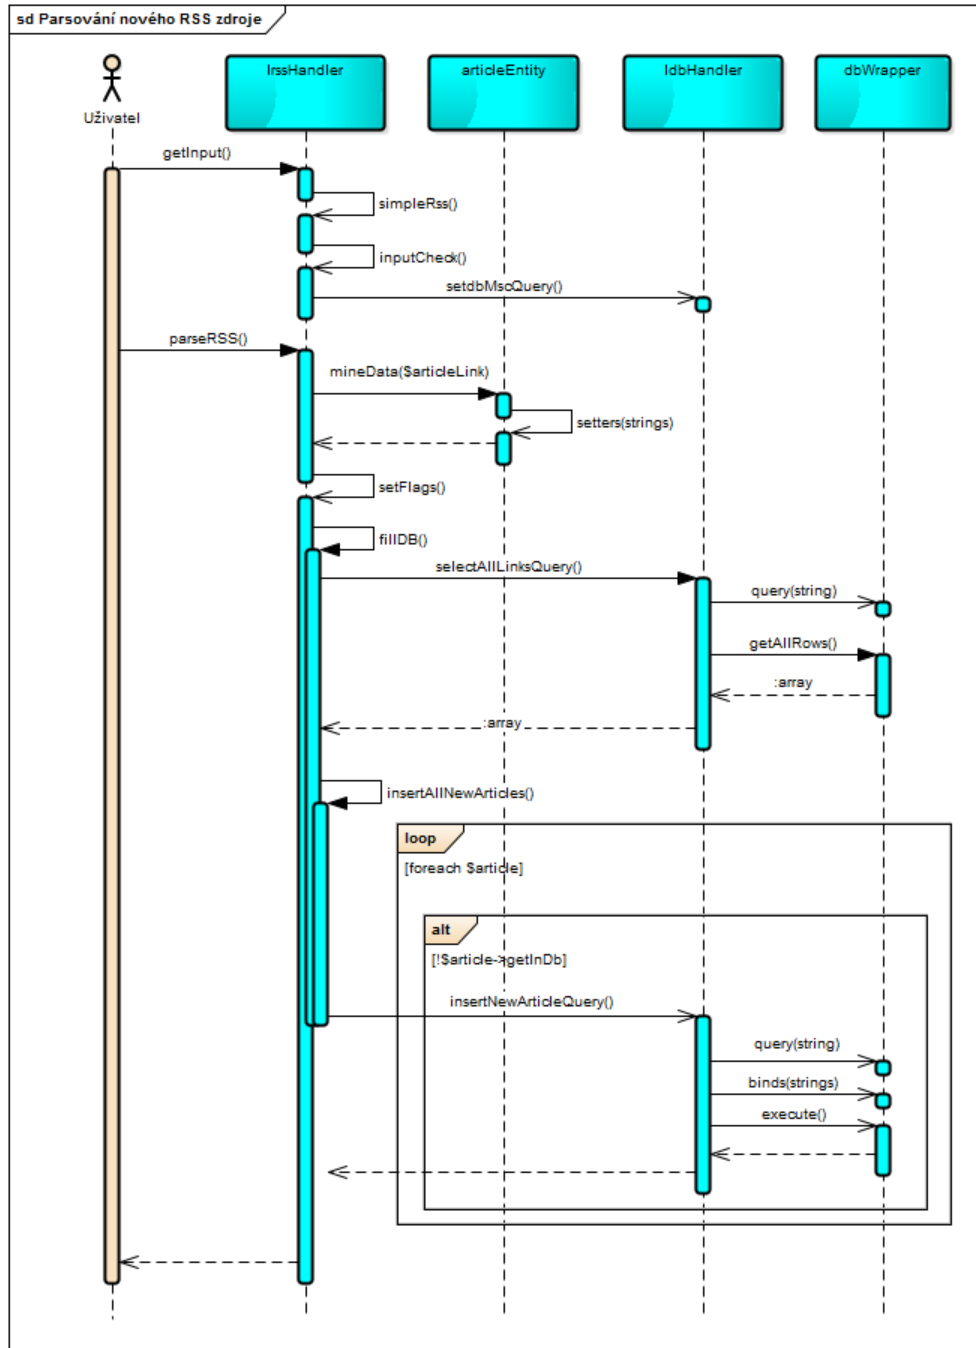 sd Parsování nového RSS zdroje
Uživatel
IrssHandler
articleEntity
IdbHandler
dbWrapper
getInput()
simpleRss()
inputCheck()
setdbMscQuery()
parseRSS()
mineData($articleLink)
setters(strings)
setFlags()
fillDB()
selectAllLinksQuery()
query(string)
getAllRows()
:array
:array
insertAllNewArticles()
loop
[foreach $article]
alt
[!$article->getInDb]
insertNewArticleQuery()
query(string)
binds(strings)
execute()